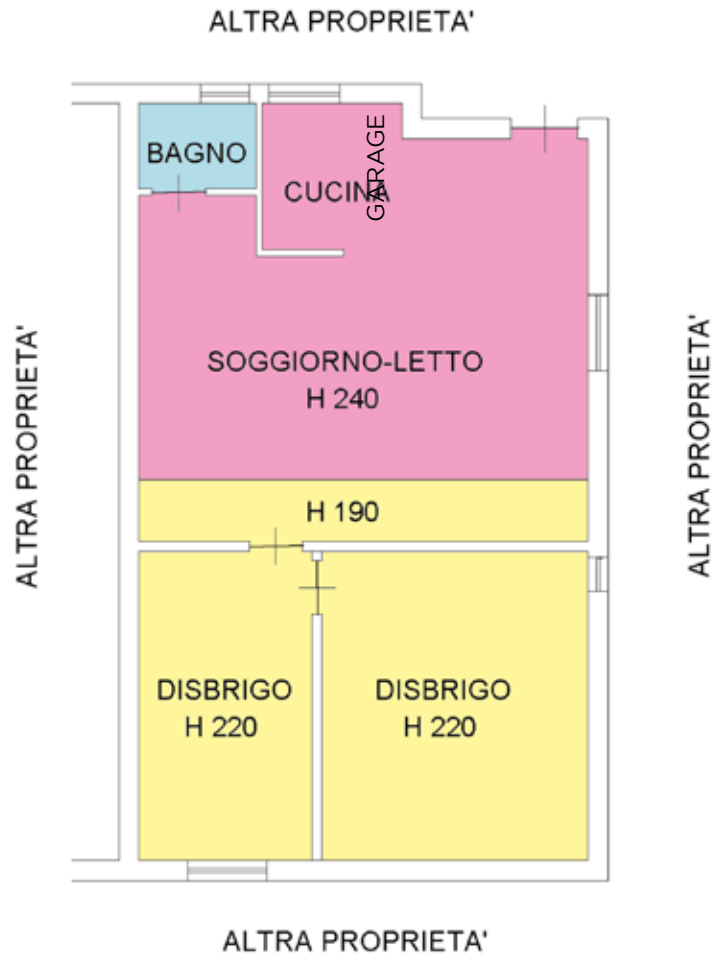 ALTRA PROPRIETA'
BAGNO
CUCINA
GARAGE
SOGGIORNO-LETTO
H 240
ALTRA PROPRIETA'
ALTRA PROPRIETA'
H 190
DISBRIGO
H 220
DISBRIGO
H 220
ALTRA PROPRIETA'